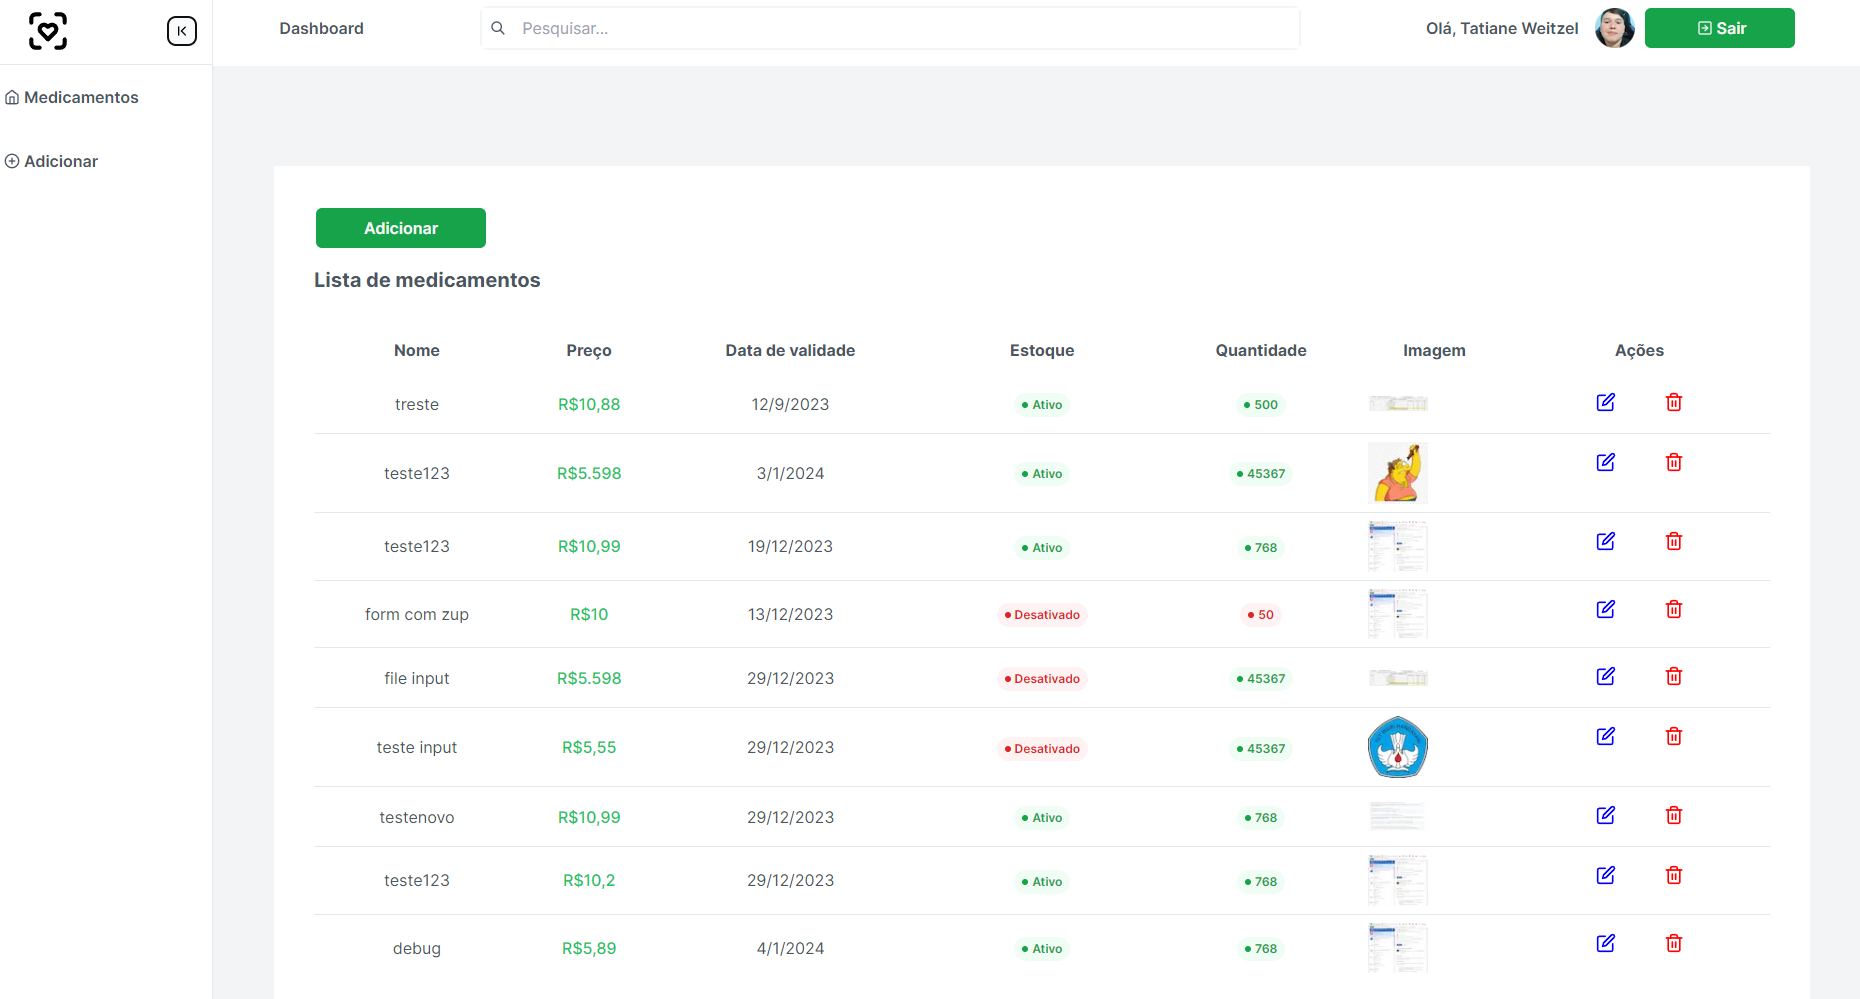 Dashboard
Pesquisar...
Olá, Tatiane Weitzel
Sair
Medicamentos
Adicionar
Adicionar
Lista de medicamentos
Nome Preço Data de validade Estoque Quantidade Imagem Ações
treste R$10,88 12/9/2023 Ativo 500
teste123 R$5.598 3/1/2024 Ativo 45367
teste123 R$10,99 19/12/2023 Ativo 768
form com zup R$10 13/12/2023 Desativado 50
file input R$5.598 29/12/2023 Desativado 45367
teste input R$5,55 29/12/2023 Desativado 45367
testenovo R$10,99 29/12/2023 Ativo 768
teste123 R$10,2 29/12/2023 Ativo 768
debug R$5,89 4/1/2024 Ativo 768